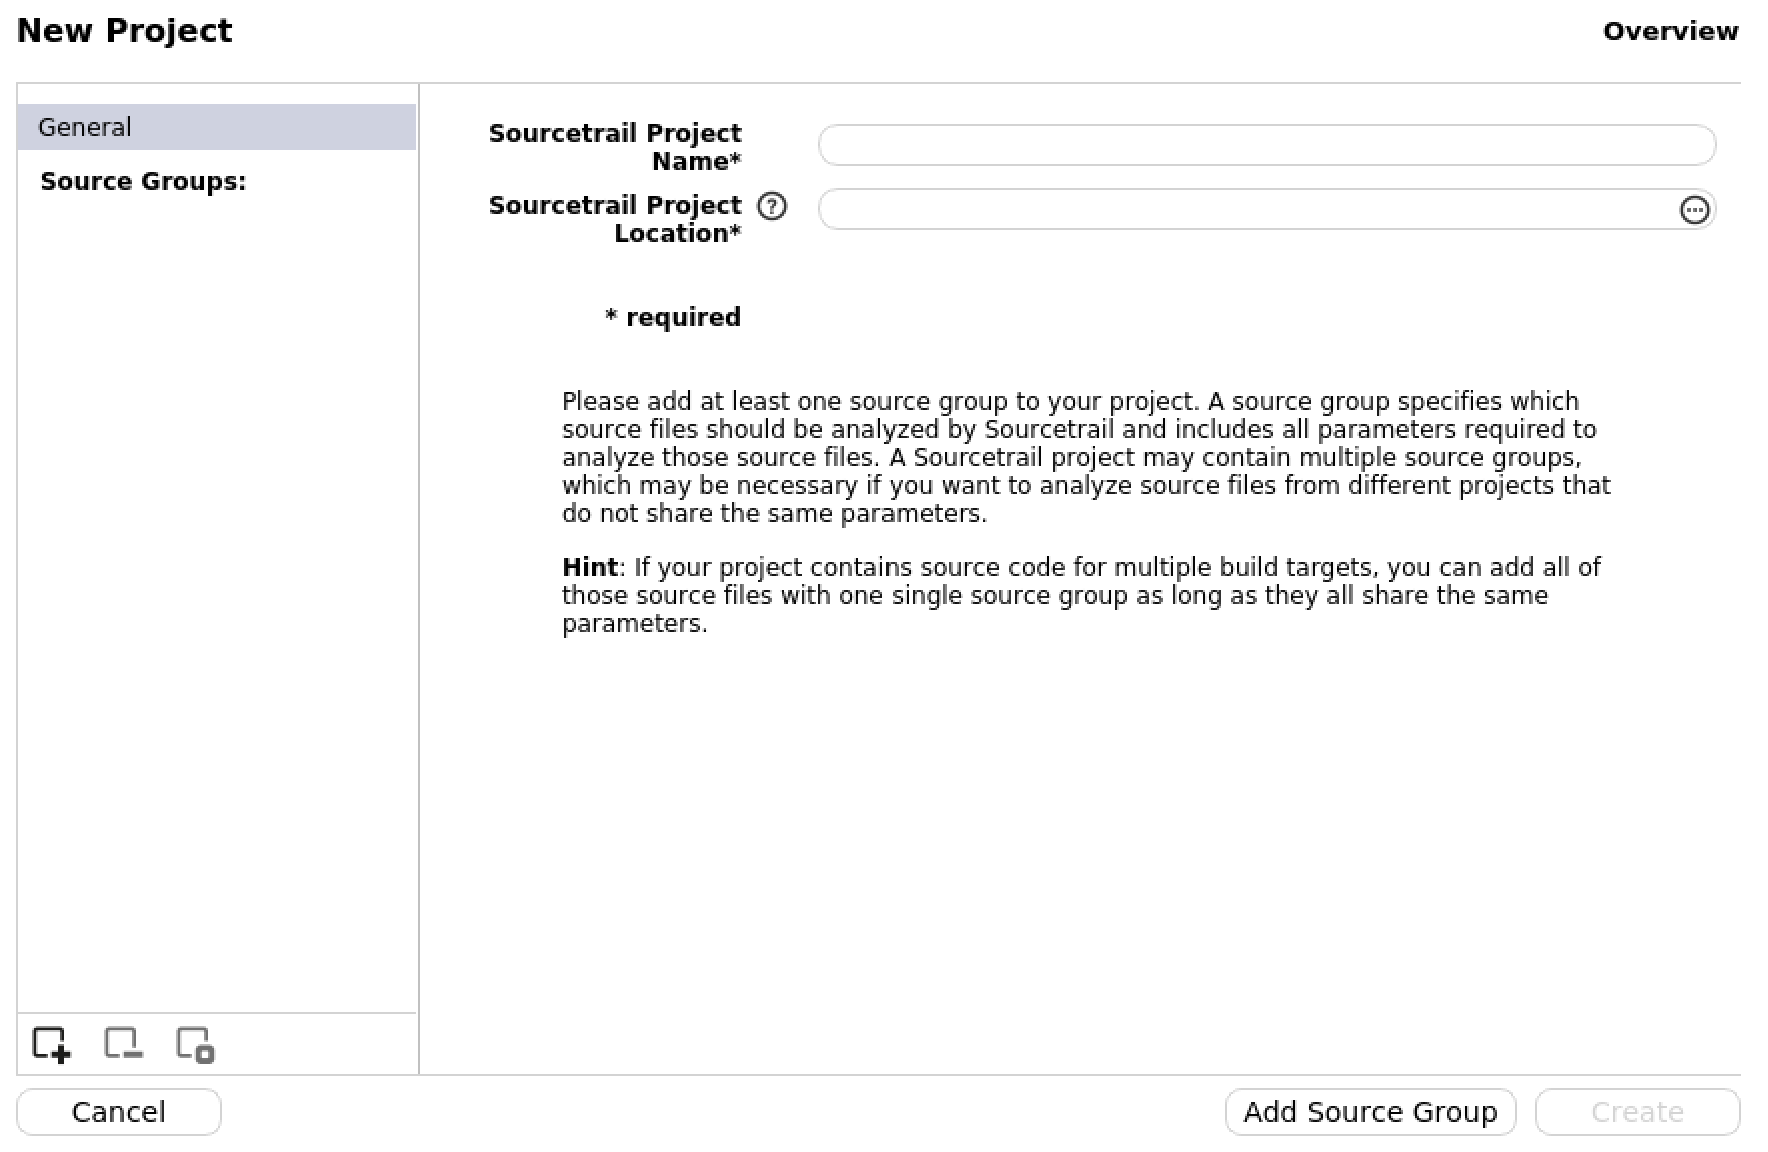 New Project
Overview
General
Source Groups:
Sourcetrail Project
Name*
Sourcetrail Project
Location*
* required
Please add at least one source group to your project. A source group specifies which
source files should be analyzed by Sourcetrail and includes all parameters required to
analyze those source files. A Sourcetrail project may contain multiple source groups,
which may be necessary if you want to analyze source files from different projects that
do not share the same parameters.
Hint: If your project contains source code for multiple build targets, you can add all of
those source files with one single source group as long as they all share the same
parameters.
Cancel
Add Source Group
Create